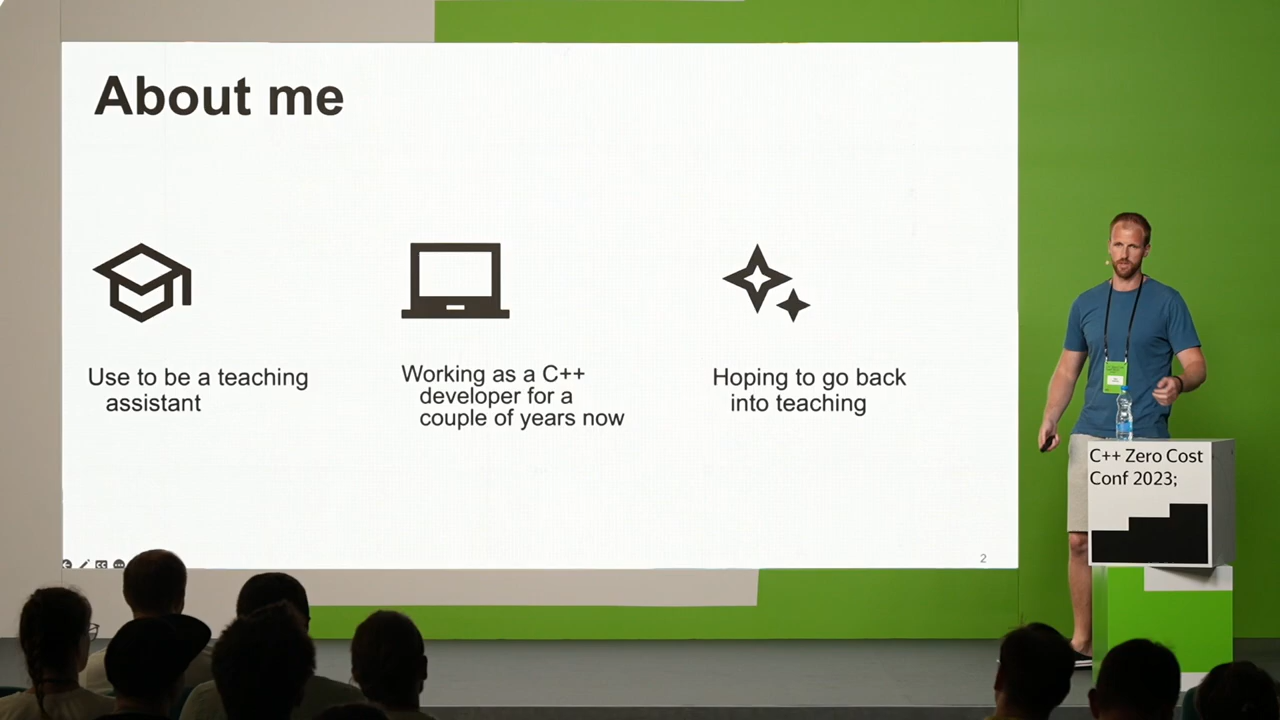 About me
Use to be a teaching
assistant
Working as a C++
developer for a
couple of years now
Hoping to go back
into teaching
2
C++ Zero Cost
Conf 2023;